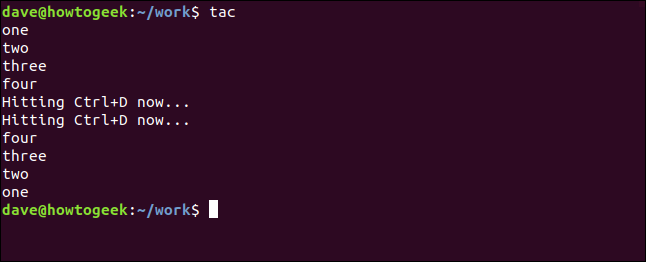 dave@howtogeek:~/work$ tac
one
two
three
four
Hitting Ctrl+D now...
Hitting Ctrl+D now...
four
three
two
one
dave@howtogeek:~/work$